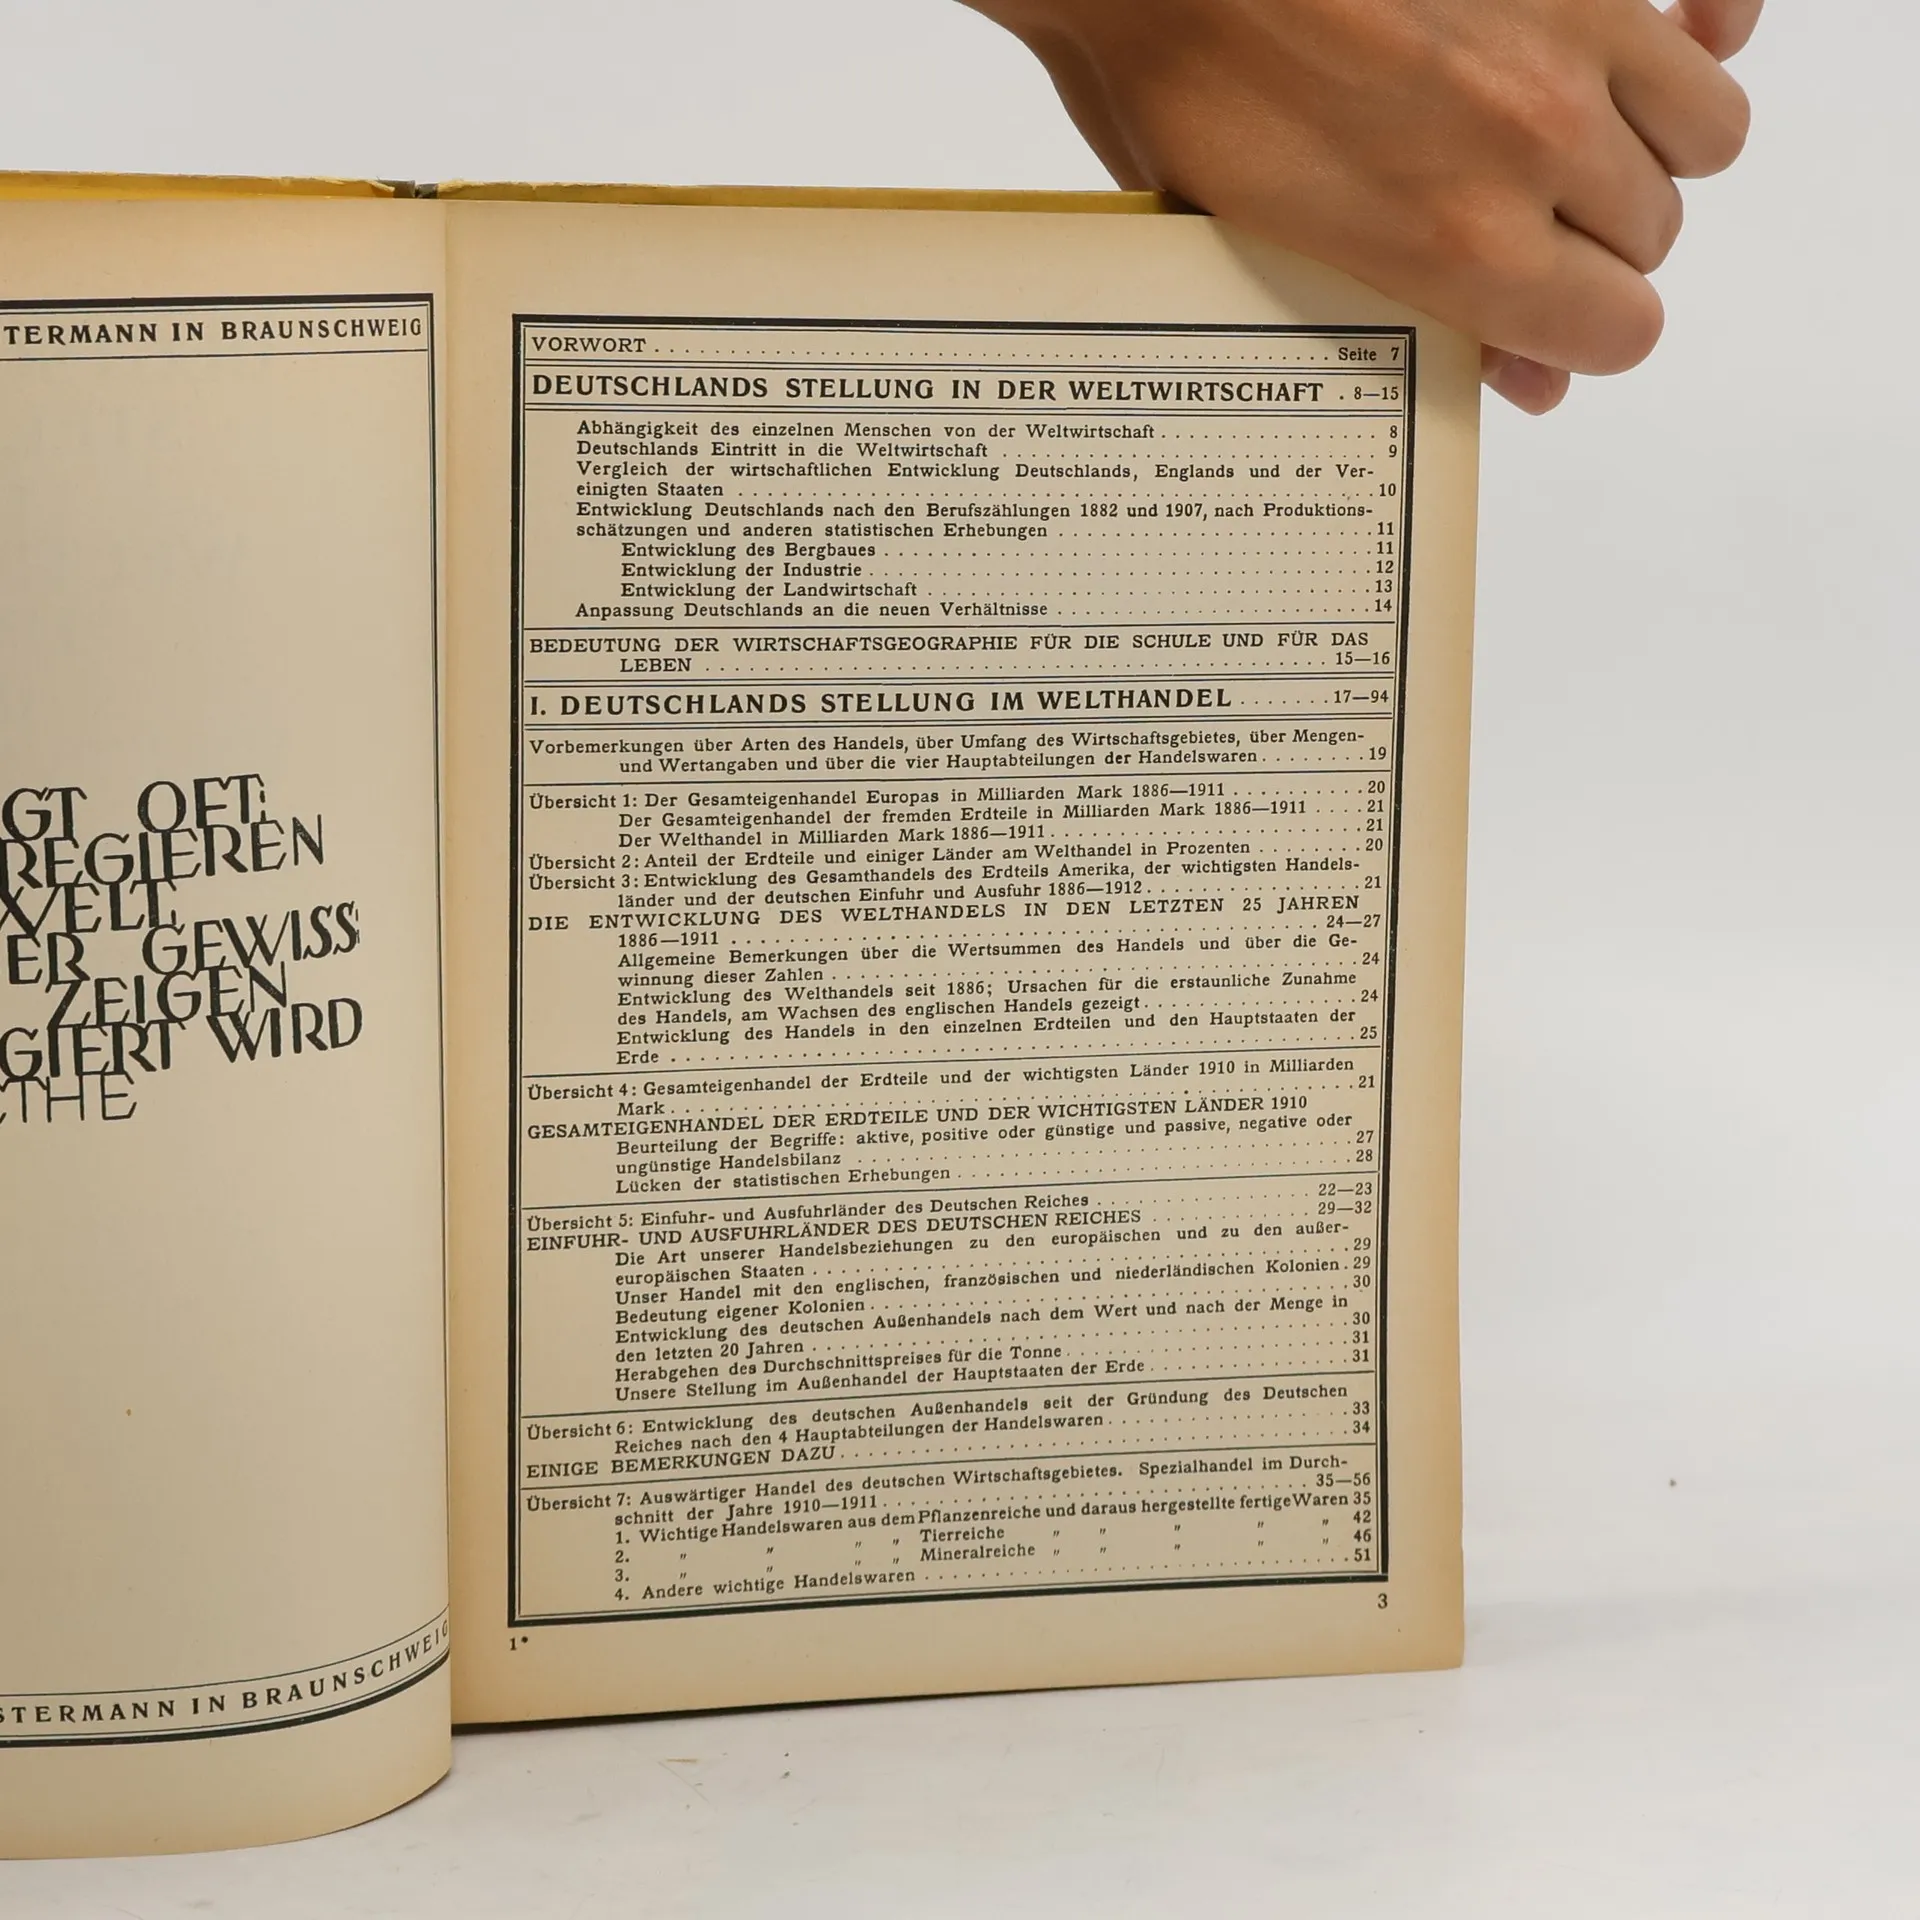 TERMANN IN BRAUNSCHWEIG
OFT:
REGIEREN
WELT
GEWISS
ZEIGEN
WIRD
STERMANN IN BRAUNSCHWEIG
VORWORT . . . . . Seite 7
DEUTSCHLANDS STELLUNG IN DER WELTWIRTSCHAFT . 8—15
Abhängigkeit des einzelnen Menschen von der Weltwirtschaft . . . . . 8
Deutschlands Eintritt in die Weltwirtschaft . . . . . 9
Vergleich der wirtschaftlichen Entwicklung Deutschlands, Englands und der Ver-
einigten Staaten . . . . . 10
Entwicklung Deutschlands nach den Berufszählungen 1882 und 1907, nach Produktions-
schätzungen und anderen statistischen Erhebungen . . . . . 11
Entwicklung des Bergbaues . . . . . 11
Entwicklung der Industrie . . . . . 12
Entwicklung der Landwirtschaft . . . . . 13
Anpassung Deutschlands an die neuen Verhältnisse . . . . . 14
BEDEUTUNG DER WIRTSCHAFTSGEOGRAPHIE FÜR DIE SCHULE UND FÜR DAS
LEBEN . . . . . 15—16
I. DEUTSCHLANDS STELLUNG IM WELTHANDEL . . . . . 17—94
Vorbemerkungen über Arten des Handels, über Umfang des Wirtschaftsgebietes, über Mengen-
und Wertangaben und über die vier Hauptabteilungen der Handelswaren . . . . . 19
Übersicht 1: Der Gesamteigenhandel Europas in Milliarden Mark 1886—1911 . . . . . 20
Der Gesamteigenhandel der fremden Erdteile in Milliarden Mark 1886—1911 . . . . 21
Der Welthandel in Milliarden Mark 1886—1911 . . . . . 21
Übersicht 2: Anteil der Erdteile und einiger Länder am Welthandel in Prozenten . . . . . 20
Übersicht 3: Entwicklung des Gesamthandels des Erdteils Amerika, der wichtigsten Handels-
länder und der deutschen Einfuhr und Ausfuhr 1886—1912 . . . . . 21
DIE ENTWICKLUNG DES WELTHANDELS IN DEN LETZTEN 25 JAHREN
1886—1911 . . . . . 24—27
Allgemeine Bemerkungen über die Wertsummen des Handels und über die Ge-
winnung dieser Zahlen . . . . . 24
Entwicklung des Welthandels seit 1886; Ursachen für die erstaunliche Zunahme
des Handels, am Wachsen des englischen Handels gezeigt . . . . . 24
Entwicklung des Handels in den einzelnen Erdteilen und den Hauptstaaten der
Erde . . . . . 25
Übersicht 4: Gesamteigenhandel der Erdteile und der wichtigsten Länder 1910 in Milliarden
Mark . . . . . 21
GESAMTEIGENHANDEL DER ERDTEILE UND DER WICHTIGSTEN LÄNDER 1910
Beurteilung der Begriffe: aktive, positive oder günstige und passive, negative oder
ungünstige Handelsbilanz . . . . . 27
Lücken der statistischen Erhebungen . . . . . 28
Übersicht 5: Einfuhr- und Ausfuhrländer des Deutschen Reiches . . . . . 22—23
EINFUHR- UND AUSFUHRLÄNDER DES DEUTSCHEN REICHES . . . . . 29—32
Die Art unserer Handelsbeziehungen zu den europäischen und zu den außer-
europäischen Staaten . . . . . 29
Unser Handel mit den englischen, französischen und niederländischen Kolonien . 29
Bedeutung eigener Kolonien . . . . . 30
Entwicklung des deutschen Außenhandels nach dem Wert und nach der Menge in
den letzten 20 Jahren . . . . . 30
Herabgehen des Durchschnittspreises für die Tonne . . . . . 31
Unsere Stellung im Außenhandel der Hauptstaaten der Erde . . . . . 31
Übersicht 6: Entwicklung des deutschen Außenhandels seit der Gründung des Deutschen
Reiches nach den 4 Hauptabteilungen der Handelswaren . . . . . 33
EINIGE BEMERKUNGEN DAZU . . . . . 34
Übersicht 7: Auswärtiger Handel des deutschen Wirtschaftsgebietes. Spezialhandel im Durch-
schnitt der Jahre 1910—1911 . . . . . 35—56
1. Wichtige Handelswaren aus dem Pflanzenreiche und daraus hergestellte fertige Waren 35
2. " " " " Tierreiche " " " " " 42
3. " " " " Mineralreiche " " " " " 46
4. Andere wichtige Handelswaren . . . . . 51
3
1*